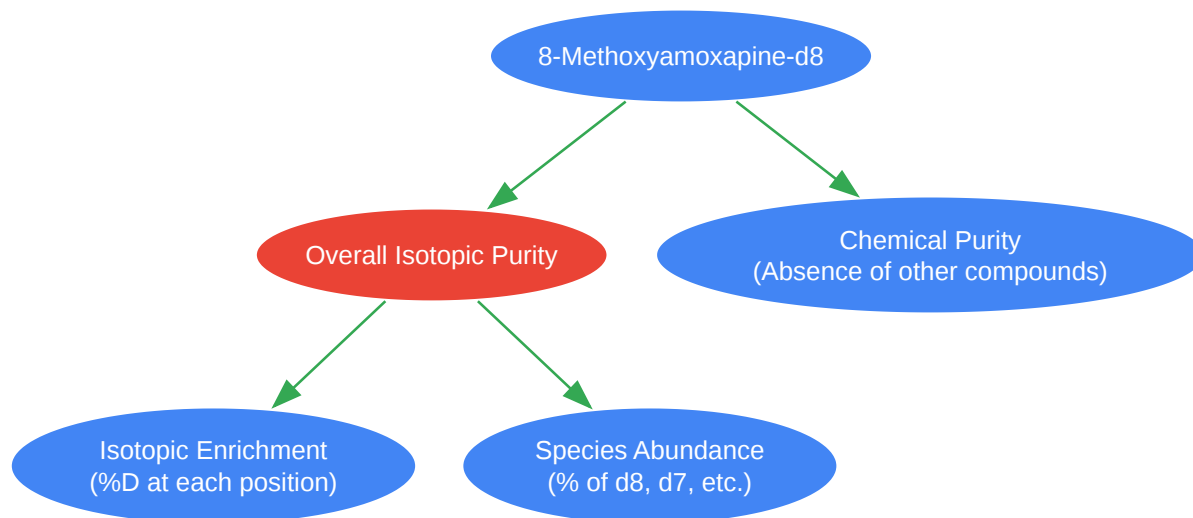 8-Methoxyamoxapine-d8
Overall Isotopic Purity
Chemical Purity
(Absence of other compounds)
Isotopic Enrichment
(%D at each position)
Species Abundance
(% of d8, d7, etc.)